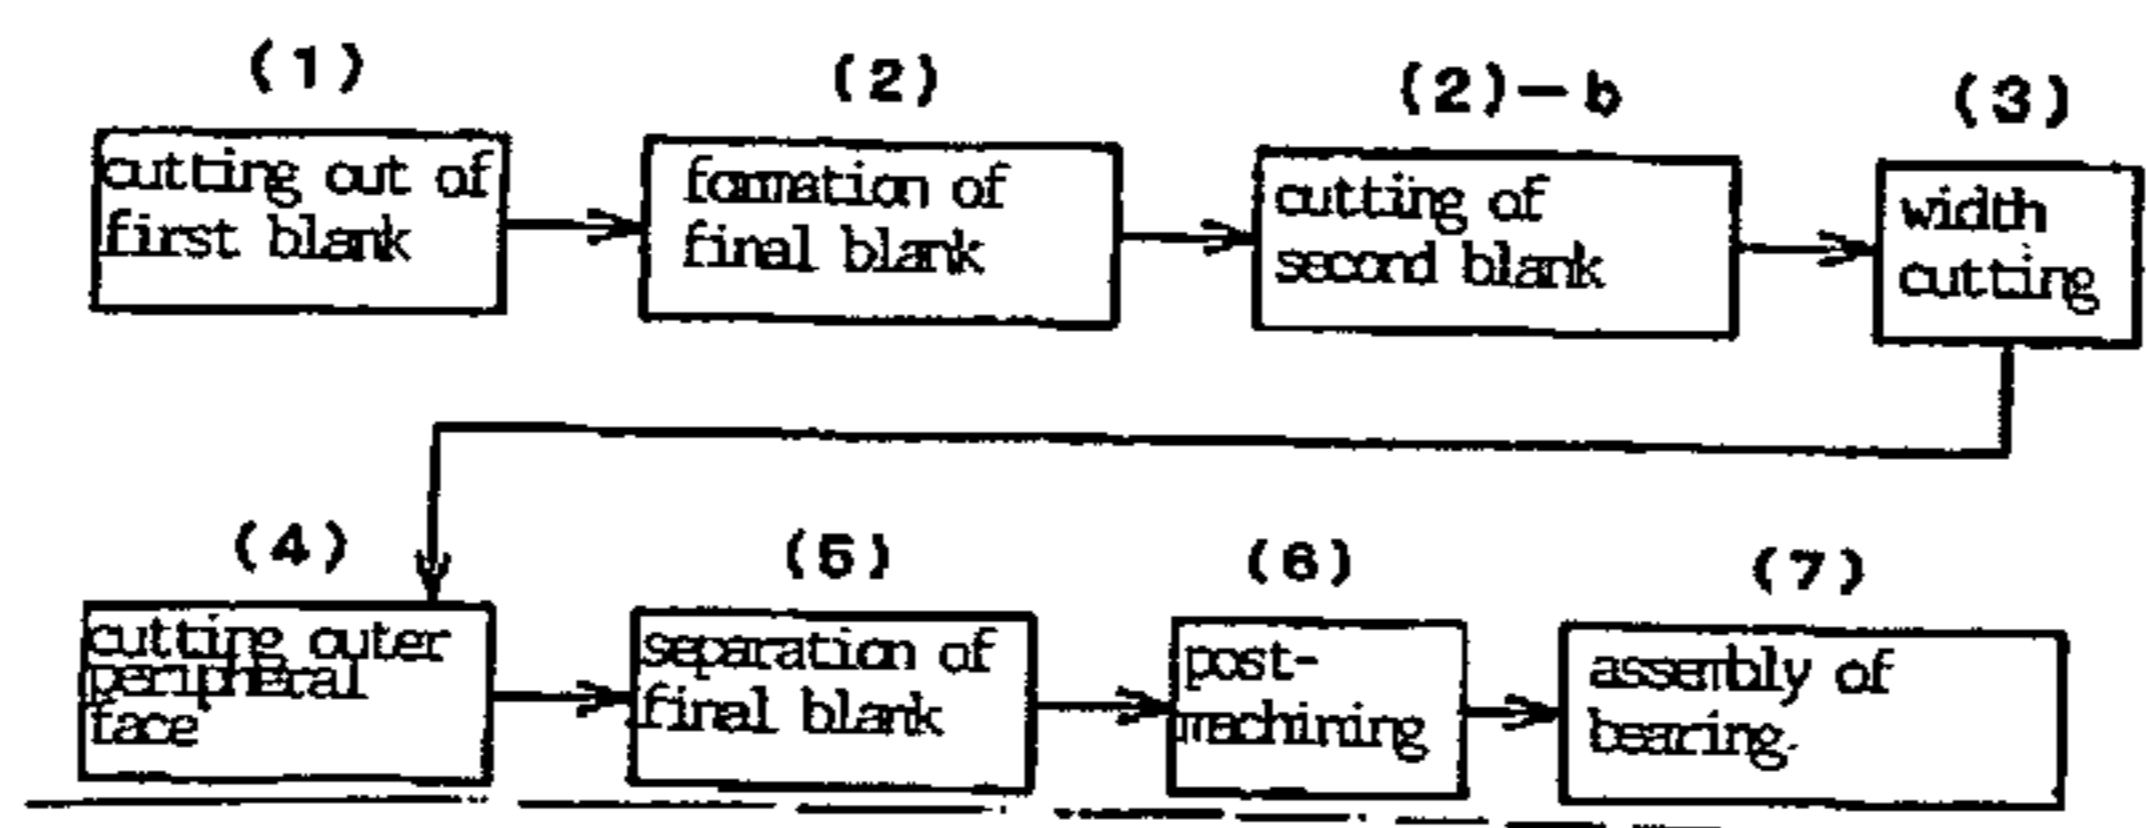 (1)
cutting out of
first blank
(2)
formation of
final blank
(2)-b
cutting of
second blank
(3)
width
cutting
(4)
cutting outer
peripheral
face
(5)
separation of
final blank
(6)
post-
machining
(7)
assembly of
bearing.